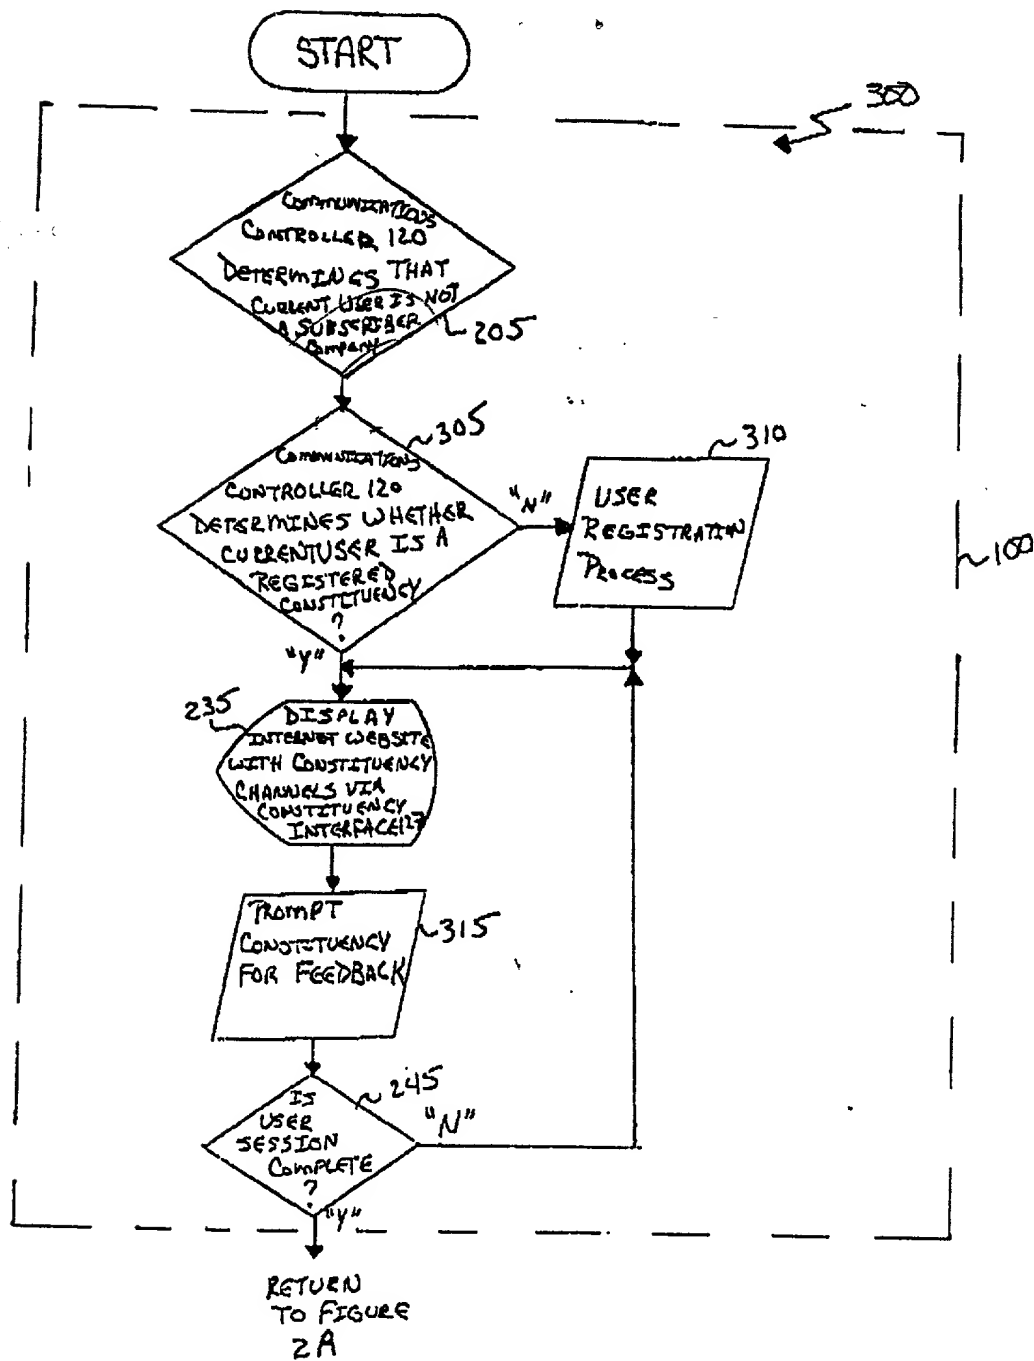 START
300
COMMUNICATIONS
CONTROLLER 120
DETERMINES THAT
CURRENT USER IS NOT
A SUBSCRIBER
COMPANY
205
305
COMMUNICATIONS
CONTROLLER 120
DETERMINES WHETHER
CURRENT USER IS A
REGISTERED
CONSTITUENCY
?
"N"
310
USER
REGISTRATION
PROCESS
100
"Y"
235
DISPLAY
INTERNET WEBSITE
WITH CONSTITUENCY
CHANNELS VIA
CONSTITUENCY
INTERFACE 127
PROMPT
CONSTITUENCY
FOR FEEDBACK
315
245
IS
USER
SESSION
COMPLETE
?
"N"
"Y"
RETURN
TO FIGURE
2A